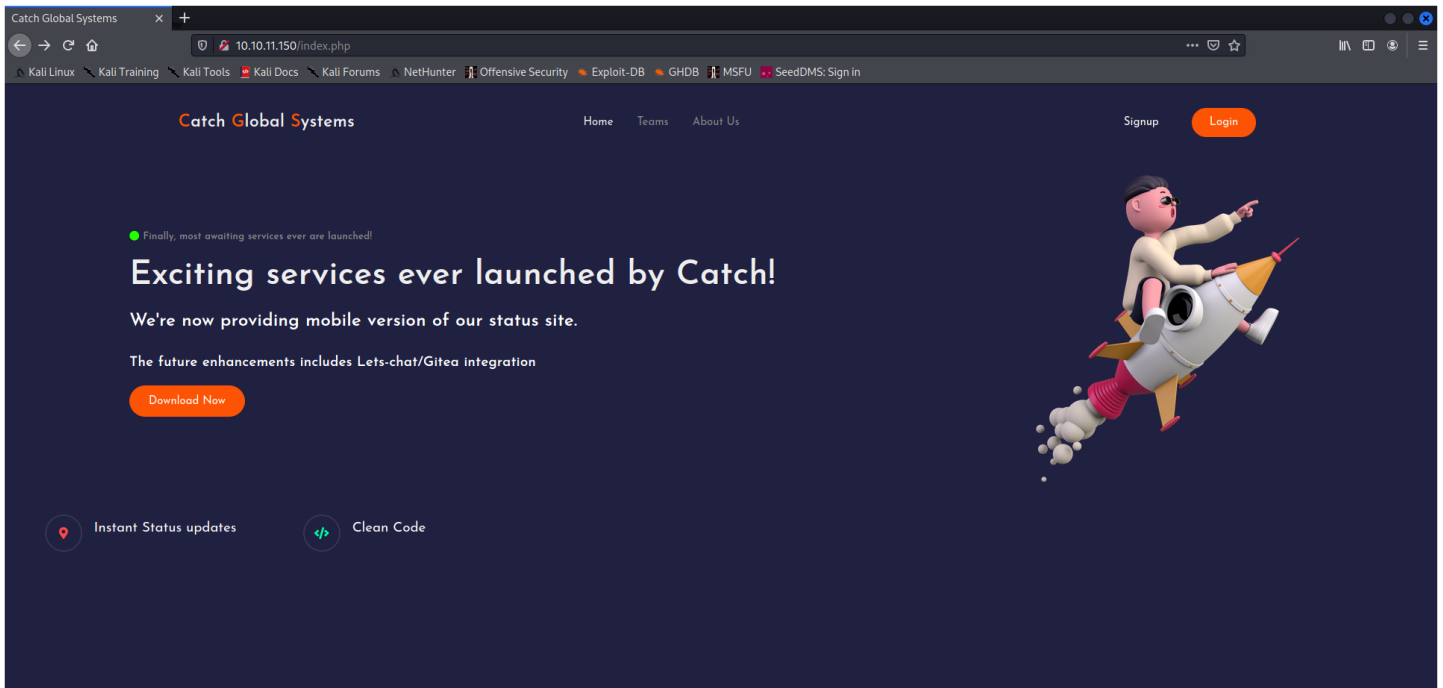 Catch Global Systems
10.10.11.150/index.php
Kali Linux Kali Training Kali Tools Kali Docs Kali Forums NetHunter Offensive Security Exploit-DB GHDB MSFU SeedDMS: Sign in
Catch Global Systems Home Teams About Us Signup Login
Finally, most awaiting services ever are launched!
Exciting services ever launched by Catch!
We're now providing mobile version of our status site.
The future enhancements includes Lets-chat/Gitea integration
Download Now
Instant Status updates Clean Code